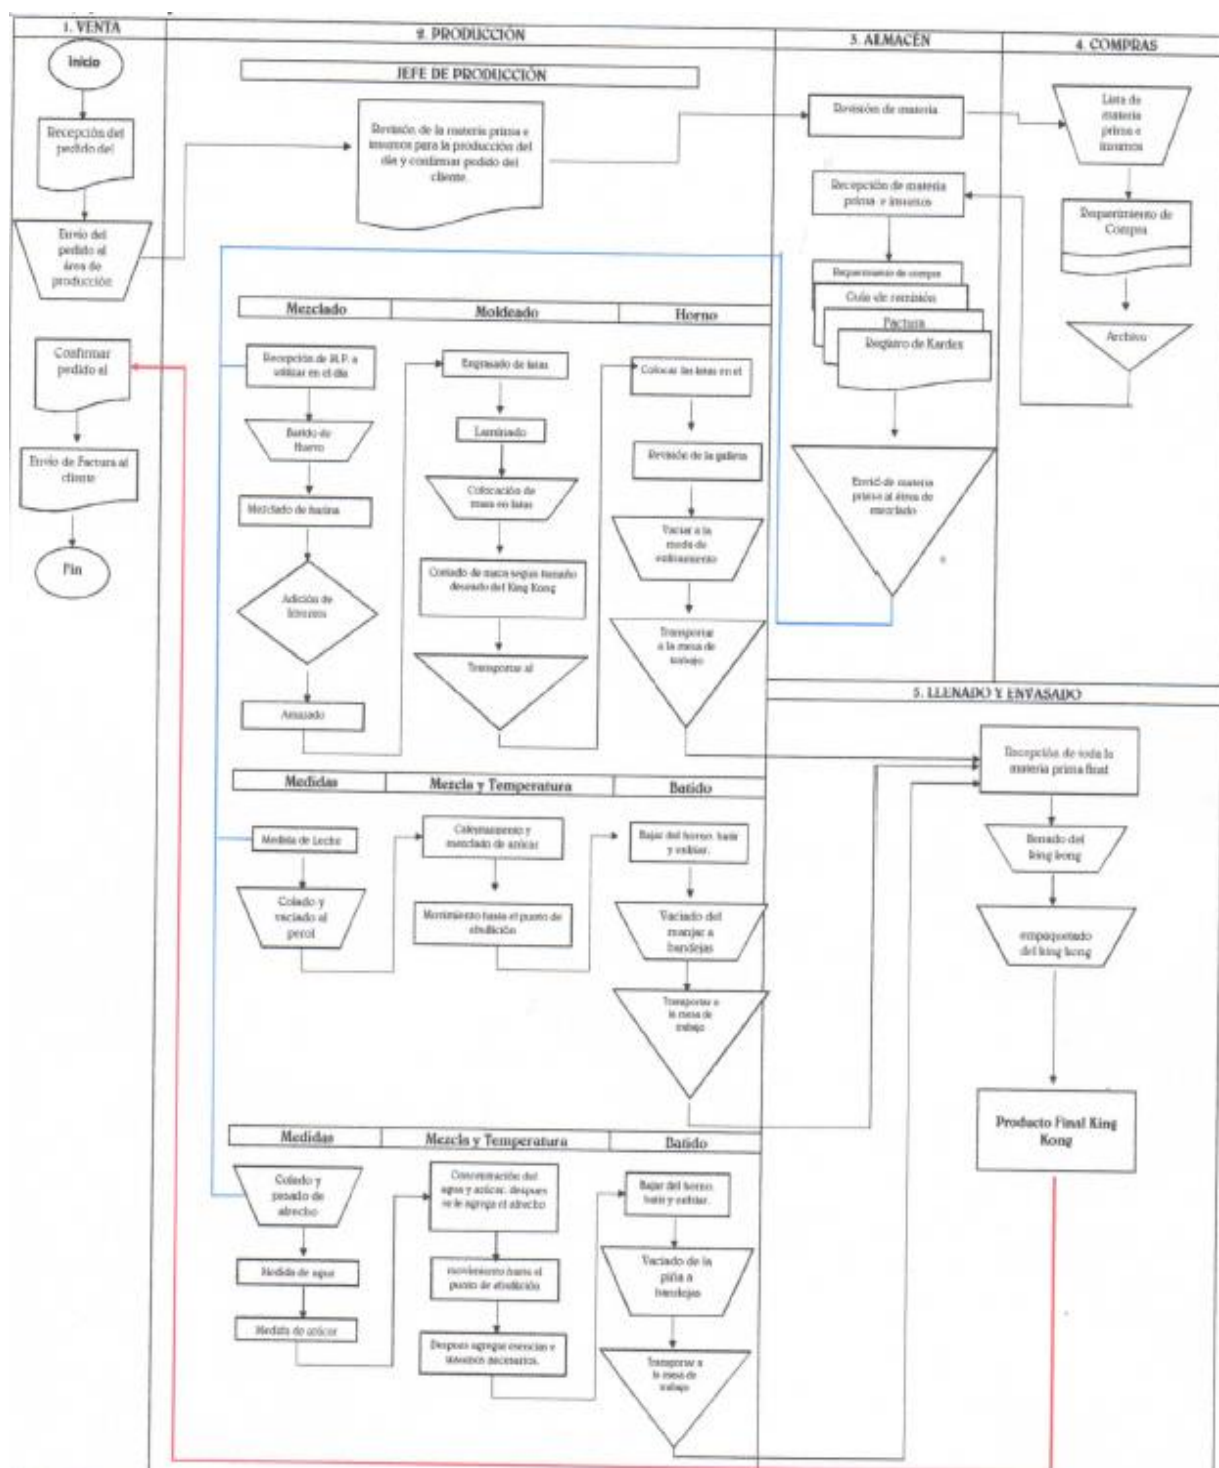 1. VENTA
2. PRODUCCIÓN
3. ALMACÉN
4. COMPRAS
Inicio
Recepción del
pedido del
Envío del
pedido al
área de
producción
Confirmar
pedido al
Envío de Factura al
cliente
Fin
JEFE DE PRODUCCIÓN
Revisión de la materia prima e
insumos para la producción del
día y confirmar pedido del
cliente.
Mezclado
Moldeado
Horno
Recepción de M.P. a
utilizar en el día
Batido de
Huevo
Mezclado de harina
Adición de
Amasado
Engrasado de latas
Laminado
Colocación de
masa en latas
Cortado de masa según tamaño
deseado del King Kong
Transportar al
Colocar las latas en el
Revisión de la galleta
Vaciar a la
mesa de
enfriamiento
Transportar
a la mesa de
trabajo
Medidas
Mezcla y Temperatura
Batido
Medida de Leche
Colado y
vaciado al
perol
Calentamiento y
mezclado de azúcar
Movimiento hasta el punto de
ebullición
Bajar del horno, batir
y enfriar.
Vaciado del
manjar a
bandejas
Transportar a
la mesa de
trabajo
Medidas
Mezcla y Temperatura
Batido
Colado y
pesado de
afrecho
Medida de agua
Medida de azúcar
Concentración del
agua y azúcar, despues
se le agrega el afrecho
movimiento hasta el
punto de ebullición
Despues agregar esencias e
insumos necesarios.
Bajar del horno,
batir y enfriar.
Vaciado de la
piña a
bandejas
Transportar a
la mesa de
trabajo
Revisión de materia
Recepción de materia
prima e insumos
Requerimiento de compra
Guía de remisión
Factura
Registro de Kardex
Envió de materia
prima al área de
mezclado
Lista de
materia
prima e
insumos
Requerimiento de
Compra
Archivo
5. LLENADO Y ENVASADO
Recepción de toda la
materia prima final
llenado del
king kong
empaquetado
del king kong
Producto Final King
Kong